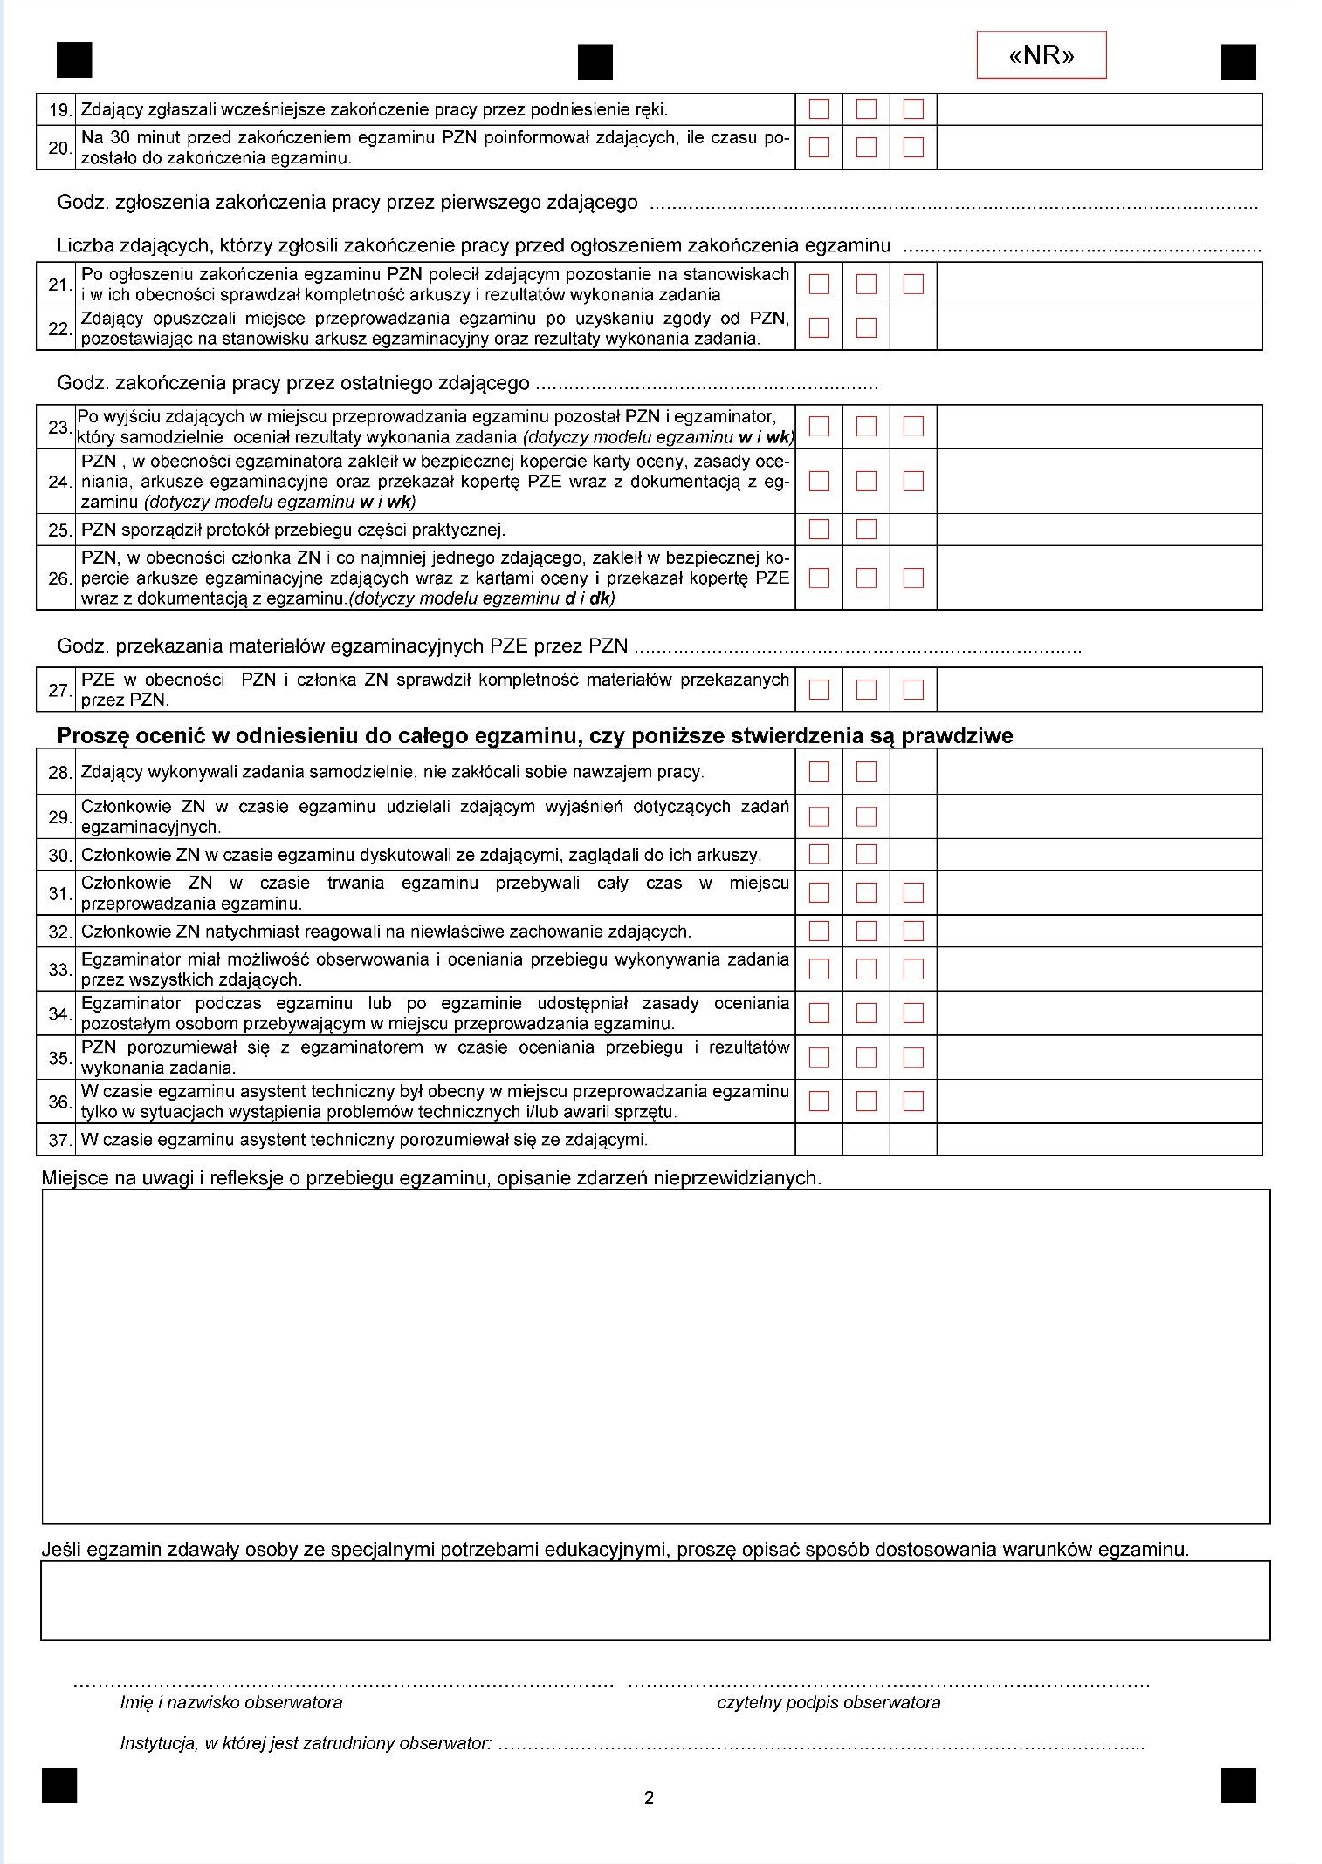 «NR»
19. Zdający zgłaszali wcześniejsze zakończenie pracy przez podniesienie ręki.
20. Na 30 minut przed zakończeniem egzaminu PZN poinformował zdających, ile czasu po-
zostało do zakończenia egzaminu.
Godz. zgłoszenia zakończenia pracy przez pierwszego zdającego ..............................................................................................................
Liczba zdających, którzy zgłosili zakończenie pracy przed ogłoszeniem zakończenia egzaminu .................................................................
21. Po ogłoszeniu zakończenia egzaminu PZN polecił zdającym pozostanie na stanowiskach
i w ich obecności sprawdzał kompletność arkuszy i rezultatów wykonania zadania
22. Zdający opuszczali miejsce przeprowadzania egzaminu po uzyskaniu zgody od PZN,
pozostawiając na stanowisku arkusz egzaminacyjny oraz rezultaty wykonania zadania.
Godz. zakończenia pracy przez ostatniego zdającego ..............................................................
23. Po wyjściu zdających w miejscu przeprowadzania egzaminu pozostał PZN i egzaminator,
który samodzielnie oceniał rezultaty wykonania zadania (dotyczy modelu egzaminu w i wk)
24. PZN , w obecności egzaminatora zakleił w bezpiecznej kopercie karty oceny, zasady oce-
niania, arkusze egzaminacyjne oraz przekazał kopertę PZE wraz z dokumentacją z eg-
zaminu (dotyczy modelu egzaminu w i wk)
25. PZN sporządził protokół przebiegu części praktycznej.
26. PZN, w obecności członka ZN i co najmniej jednego zdającego, zakleił w bezpiecznej ko-
percie arkusze egzaminacyjne zdających wraz z kartami oceny i przekazał kopertę PZE
wraz z dokumentacją z egzaminu.(dotyczy modelu egzaminu d i dk)
Godz. przekazania materiałów egzaminacyjnych PZE przez PZN .................................................................................
27. PZE w obecności PZN i członka ZN sprawdził kompletność materiałów przekazanych
przez PZN.
Proszę ocenić w odniesieniu do całego egzaminu, czy poniższe stwierdzenia są prawdziwe
28. Zdający wykonywali zadania samodzielnie, nie zakłócali sobie nawzajem pracy.
29. Członkowie ZN w czasie egzaminu udzielali zdającym wyjaśnień dotyczących zadań
egzaminacyjnych.
30. Członkowie ZN w czasie egzaminu dyskutowali ze zdającymi, zaglądali do ich arkuszy.
31. Członkowie ZN w czasie trwania egzaminu przebywali cały czas w miejscu
przeprowadzania egzaminu.
32. Członkowie ZN natychmiast reagowali na niewłaściwe zachowanie zdających.
33. Egzaminator miał możliwość obserwowania i oceniania przebiegu wykonywania zadania
przez wszystkich zdających.
34. Egzaminator podczas egzaminu lub po egzaminie udostępniał zasady oceniania
pozostałym osobom przebywającym w miejscu przeprowadzania egzaminu.
35. PZN porozumiewał się z egzaminatorem w czasie oceniania przebiegu i rezultatów
wykonania zadania.
36. W czasie egzaminu asystent techniczny był obecny w miejscu przeprowadzania egzaminu
tylko w sytuacjach wystąpienia problemów technicznych i/lub awarii sprzętu.
37. W czasie egzaminu asystent techniczny porozumiewał się ze zdającymi.
Miejsce na uwagi i refleksje o przebiegu egzaminu, opisanie zdarzeń nieprzewidzianych.
Jeśli egzamin zdawały osoby ze specjalnymi potrzebami edukacyjnymi, proszę opisać sposób dostosowania warunków egzaminu.
Imię i nazwisko obserwatora czytelny podpis obserwatora
Instytucja, w której jest zatrudniony obserwator: .....................................................................................................................
2